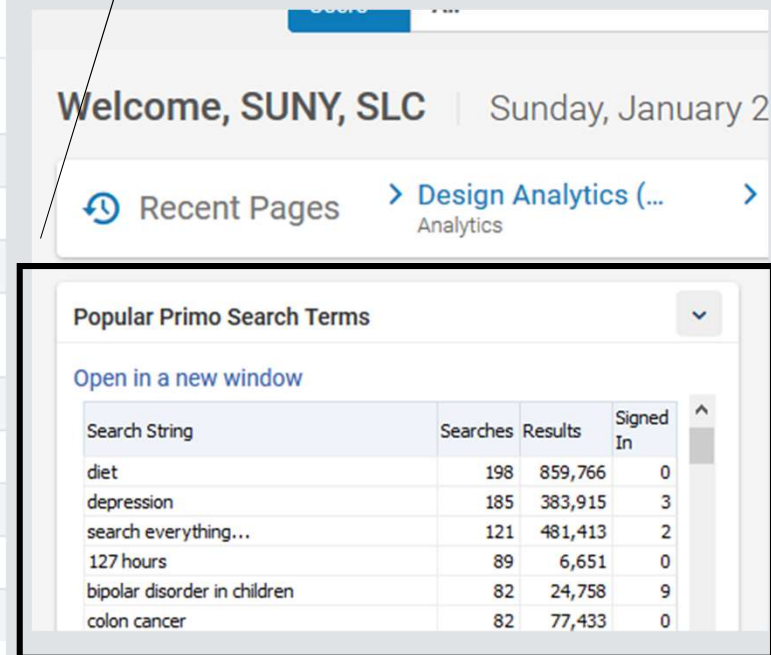 Welcome, SUNY, SLC | Sunday, January 2
Recent Pages > Design Analytics (... >
Analytics
Popular Primo Search Terms
Open in a new window
Search String Searches Results Signed In
diet 198 859,766 0
depression 185 383,915 3
search everything... 121 481,413 2
127 hours 89 6,651 0
bipolar disorder in children 82 24,758 9
colon cancer 82 77,433 0